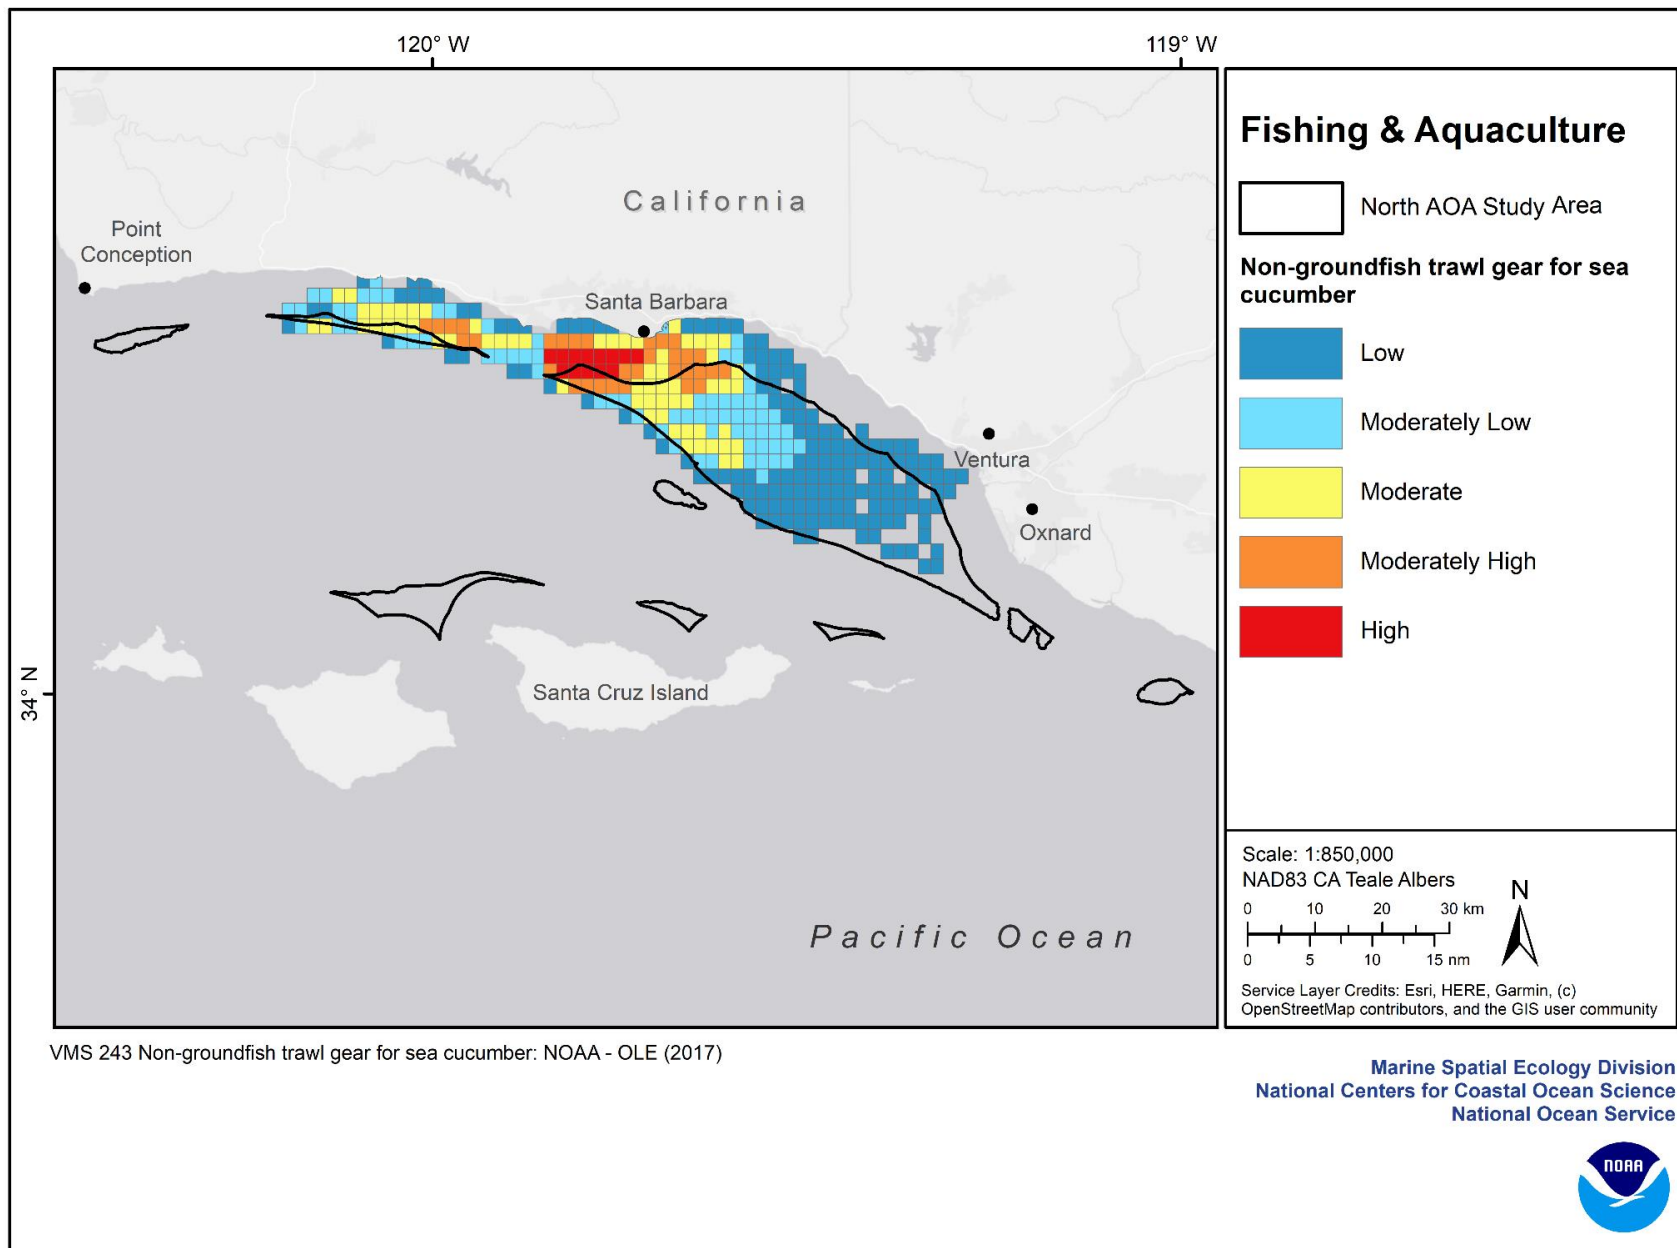 120° W
119° W
Point
Conception
California
Santa Barbara
Ventura
Oxnard
Santa Cruz Island
34° N
Pacific Ocean
Fishing & Aquaculture
North AOA Study Area
Non-groundfish trawl gear for sea
cucumber
Low
Moderately Low
Moderate
Moderately High
High
Scale: 1:850,000
NAD83 CA Teale Albers
0 10 20 30 km
0 5 10 15 nm
N
Service Layer Credits: Esri, HERE, Garmin, (c)
OpenStreetMap contributors, and the GIS user community
VMS 243 Non-groundfish trawl gear for sea cucumber: NOAA - OLE (2017)
Marine Spatial Ecology Division
National Centers for Coastal Ocean Science
National Ocean Service
NOAA